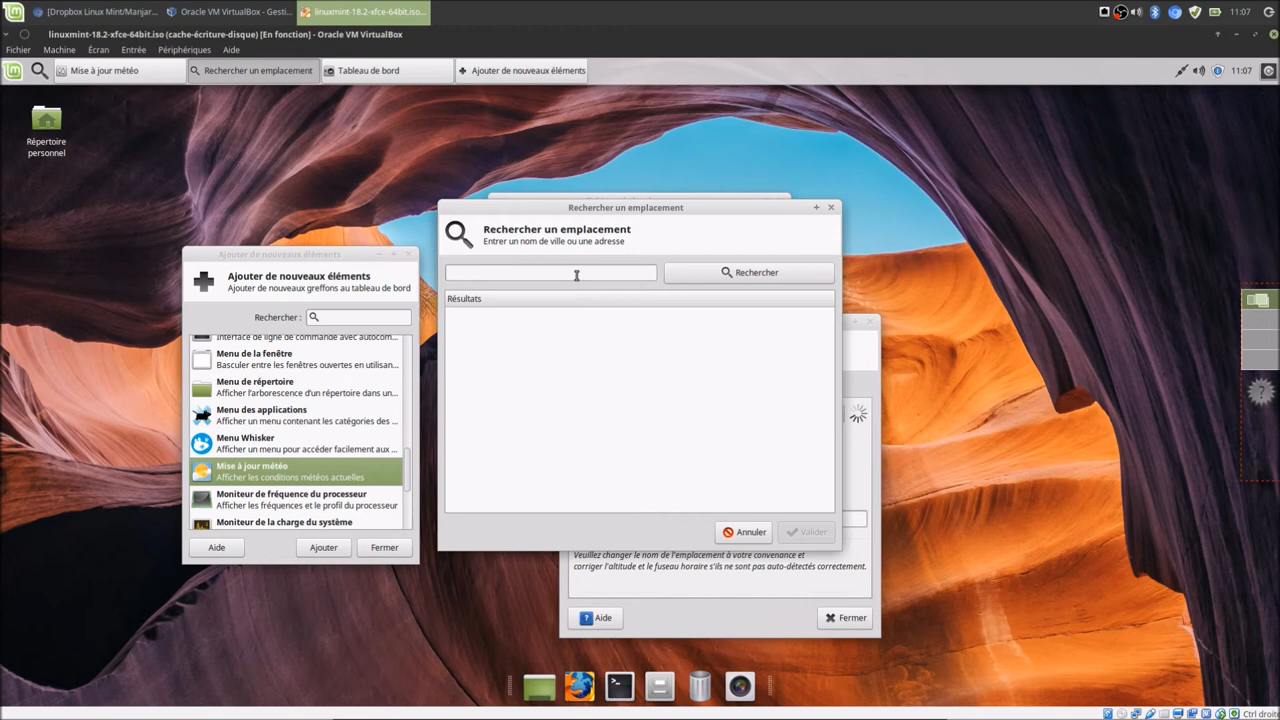 [Dropbox Linux Mint/Manjar...
Oracle VM VirtualBox - Gesti...
linuxmint-18.2-xfce-64bit.iso...
11:07
linuxmint-18.2-xfce-64bit.iso (cache-écriture-disque) [En fonction] - Oracle VM VirtualBox
Fichier Machine Écran Entrée Périphériques Aide
Mise à jour météo
Rechercher un emplacement
Tableau de bord
Ajouter de nouveaux éléments
11:07
Répertoire
personnel
Rechercher un emplacement
Rechercher un emplacement
Entrer un nom de ville ou une adresse
Rechercher
Résultats
Annuler
Valider
Ajouter de nouveaux éléments
Ajouter de nouveaux éléments
Ajouter de nouveaux greffons au tableau de bord
Rechercher :
Interface de ligne de commande avec autocom...
Menu de la fenêtre
Basculer entre les fenêtres ouvertes en utilisan...
Menu de répertoire
Afficher l'arborescence d'un répertoire dans un...
Menu des applications
Afficher un menu contenant les catégories des ...
Menu Whisker
Afficher un menu pour accéder facilement aux ...
Mise à jour météo
Afficher les conditions météos actuelles
Moniteur de fréquence du processeur
Afficher les fréquences et le profil du processeur
Moniteur de la charge du système
Aide
Ajouter
Fermer
Veuillez changer le nom de l'emplacement à votre convenance et
corriger l'altitude et le fuseau horaire s'ils ne sont pas auto-détectés correctement.
Aide
Fermer
Ctrl droite